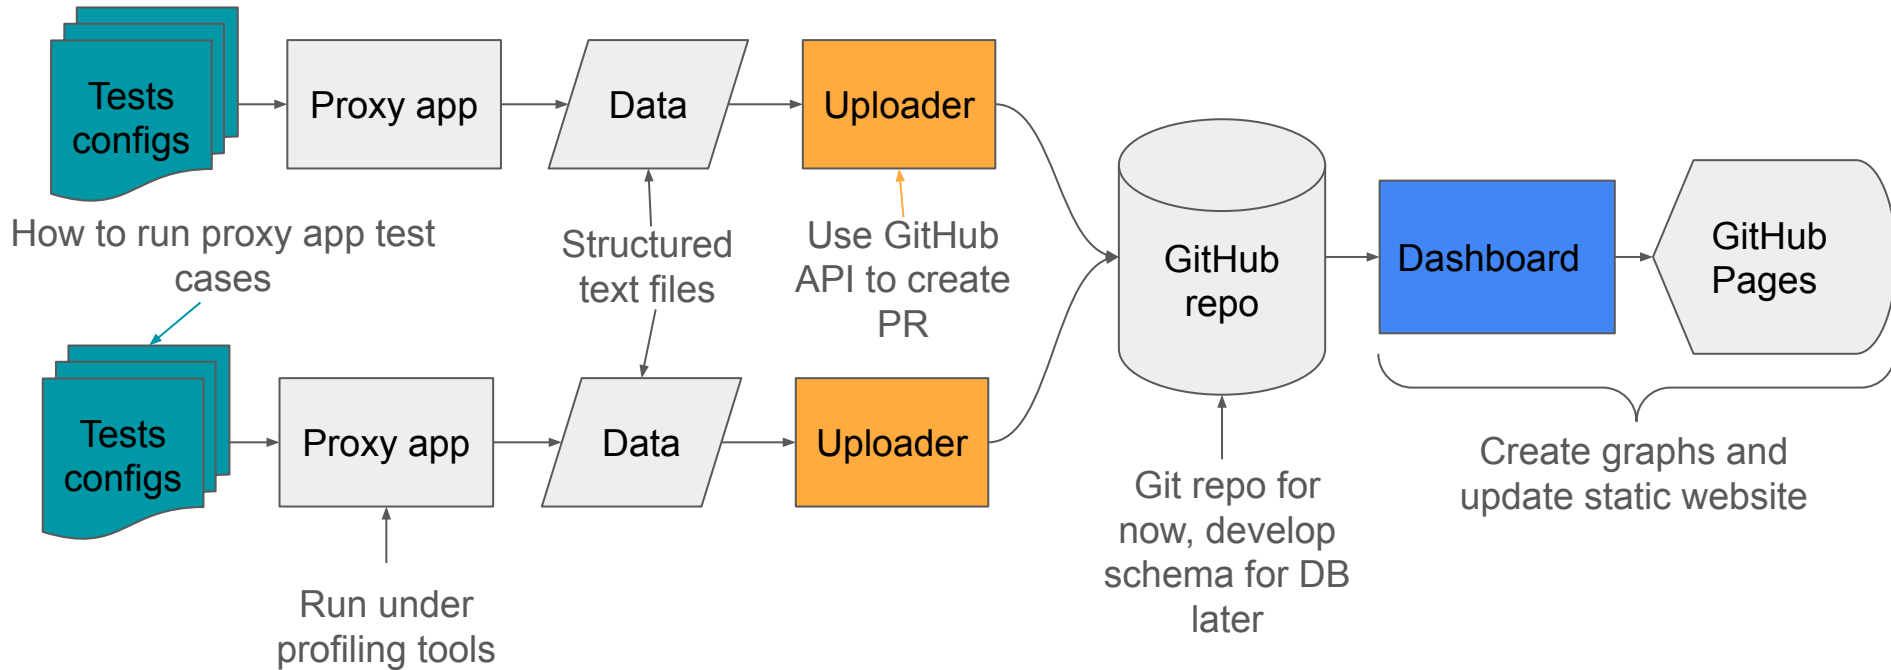 Tests
configs
Proxy app
Data
Uploader
How to run proxy app test
cases
Structured
text files
Use GitHub
API to create
PR
GitHub
repo
Dashboard
GitHub
Pages
Tests
configs
Proxy app
Data
Uploader
Run under
profiling tools
Git repo for
now, develop
schema for DB
later
Create graphs and
update static website